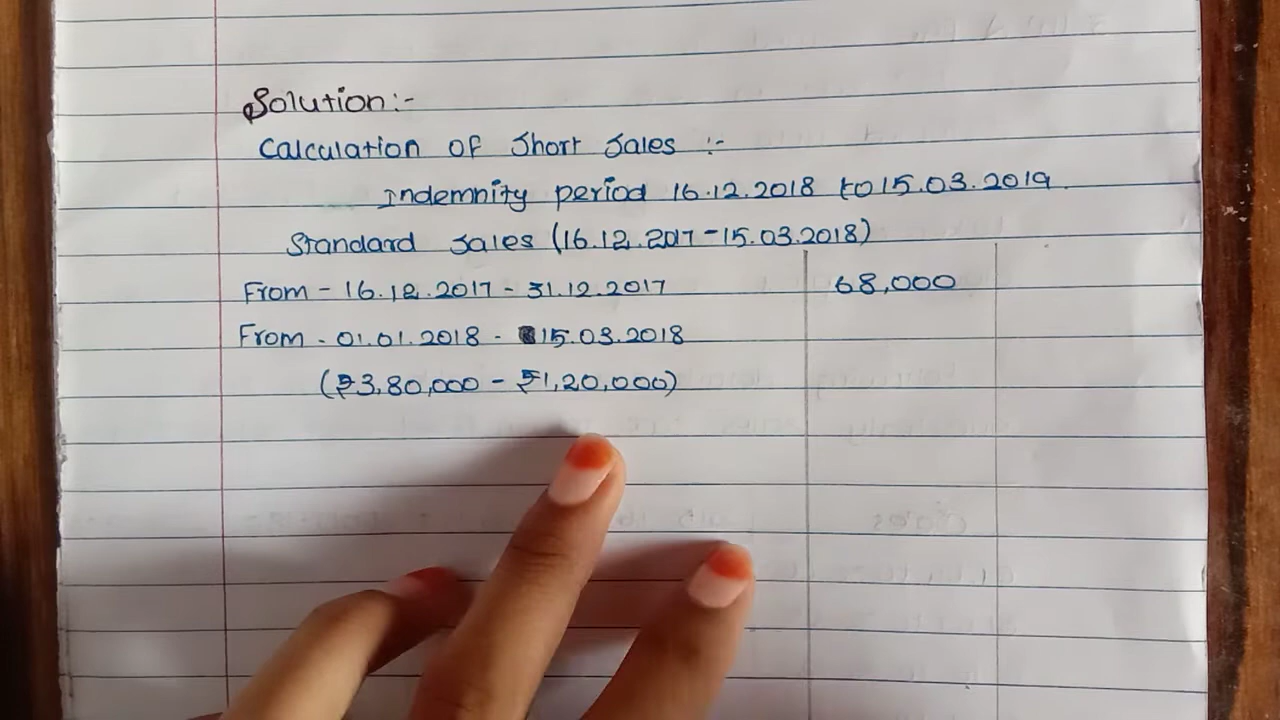 Solution:-
Calculation of Short Sales :-
Indemnity period 16.12.2018 to 15.03.2019
Standard Sales (16.12.2017-15.03.2018)
From - 16.12.2017 - 31.12.2017 68,000
From - 01.01.2018 - 15.03.2018
(₹3,80,000 - ₹1,20,000)